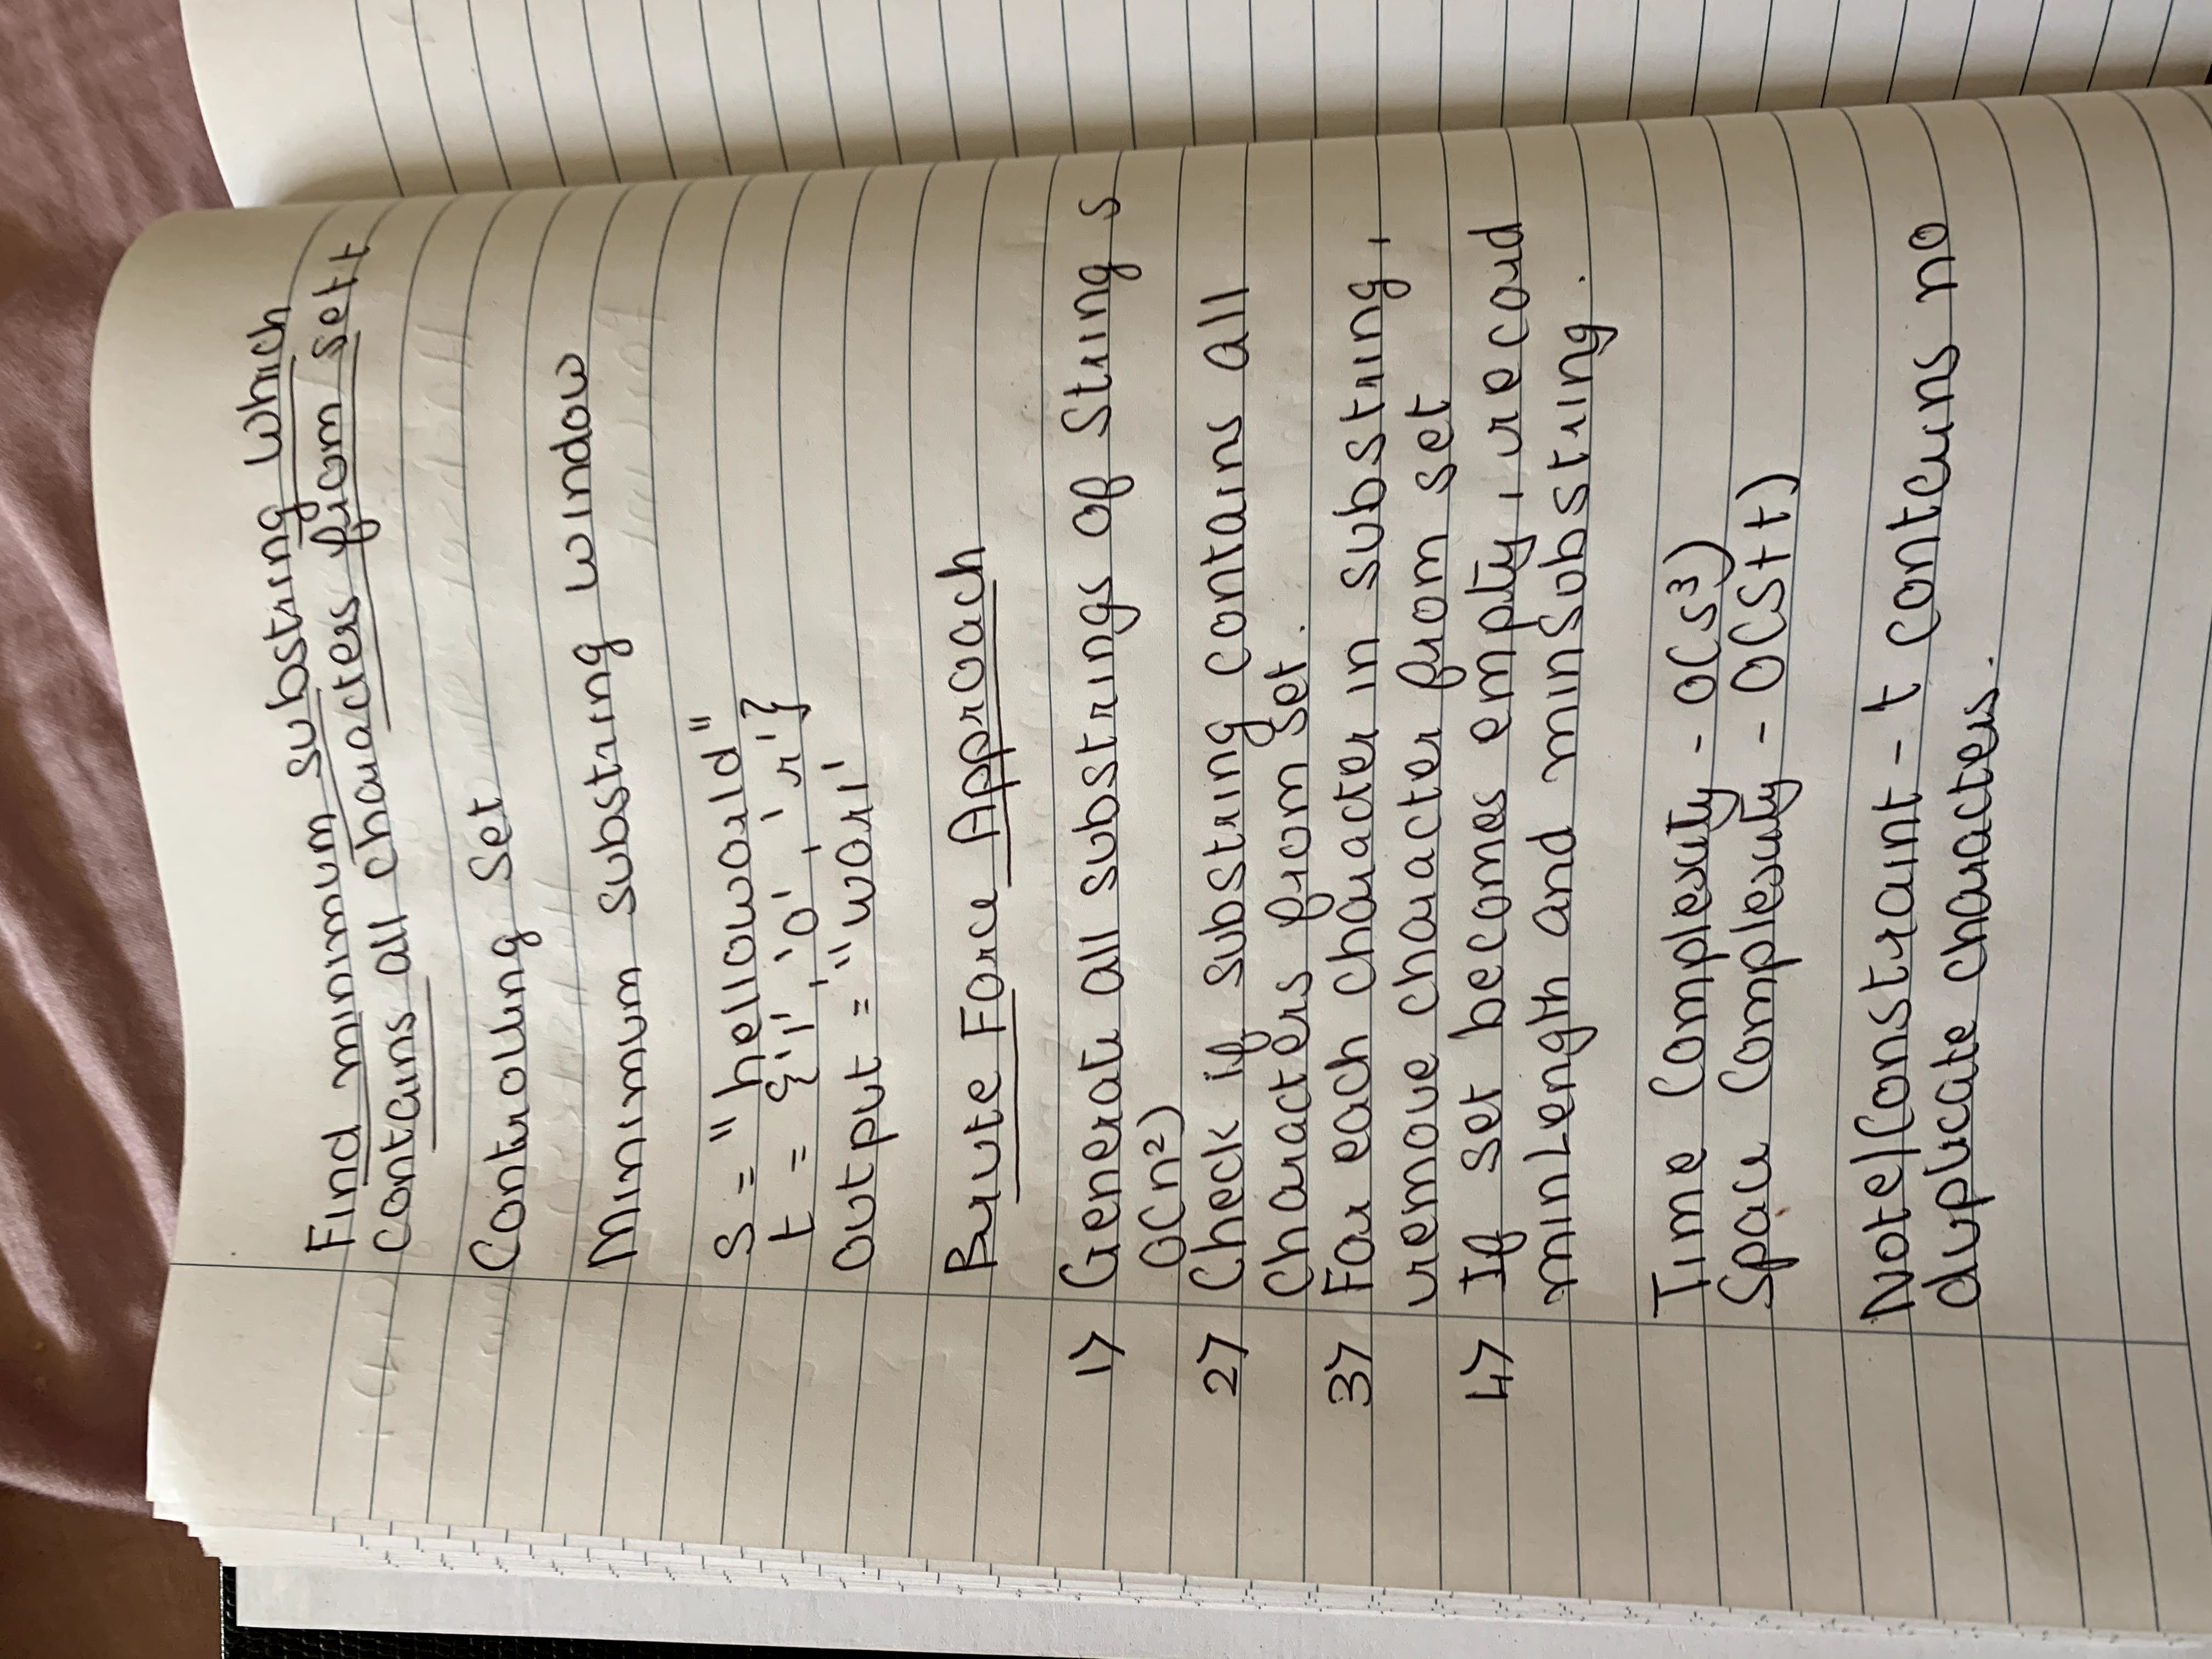 Find minimum substring which
contains all characters from set t
Controlling Set
Minimum substring window
S = "helloworld"
t = {'l', 'o', 'r'}
Output = "worl'
Brute Force Approach
1> Generate all substrings of String s
O(n²)
2> Check if substring contains all
characters from set.
3> For each character in substring,
remove character from set
4> If set becomes empty, record
minLength and minSubstring.
Time Complexity - O(s³)
Space Complexity - O(S+t)
Note/Constraint - t contains no
duplicate characters.